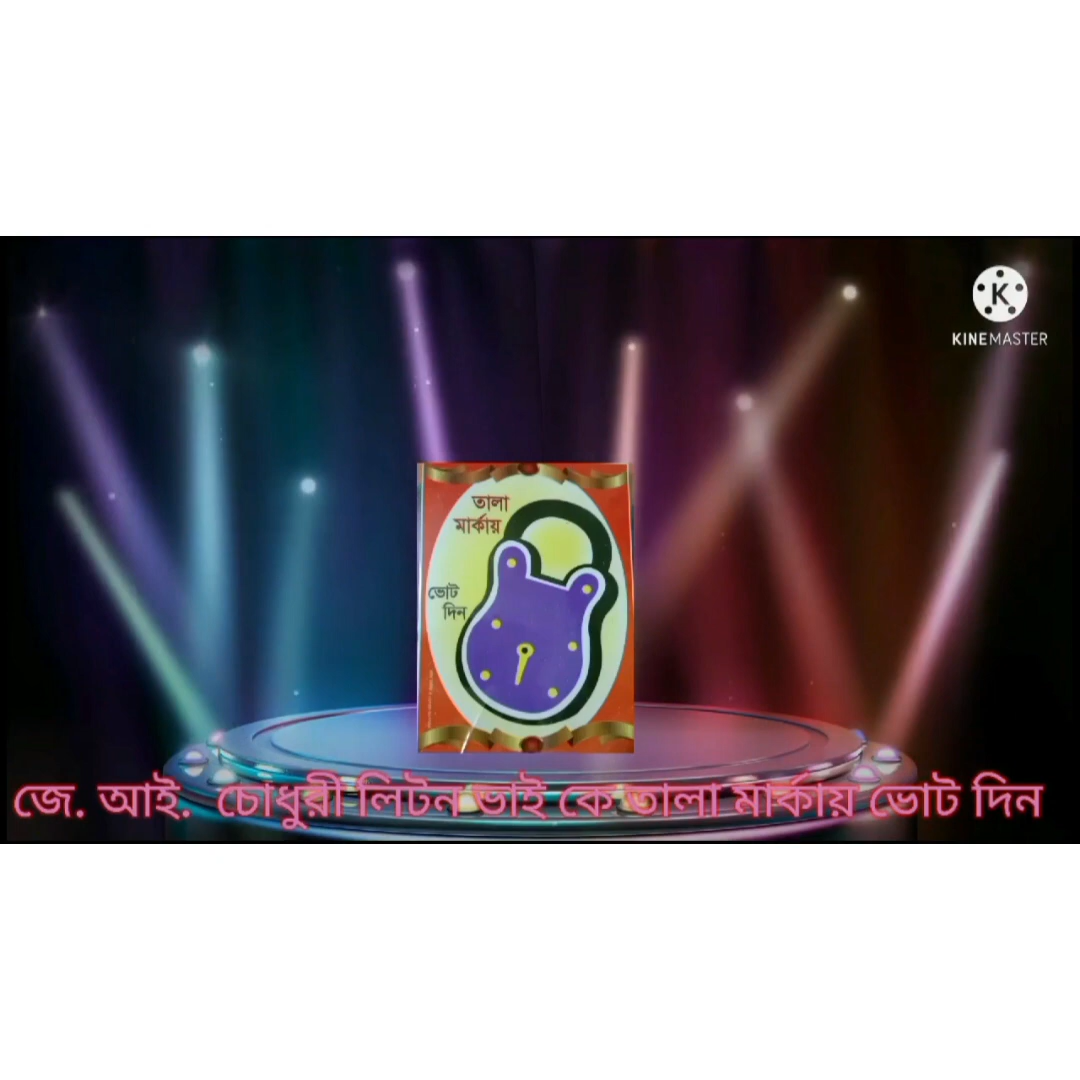 KINEMASTER
তালা
মার্কায়
ভোট
দিন
জে. আই. চোধুরী লিটন ভাই কে তালা মার্কায় ভোট দিন